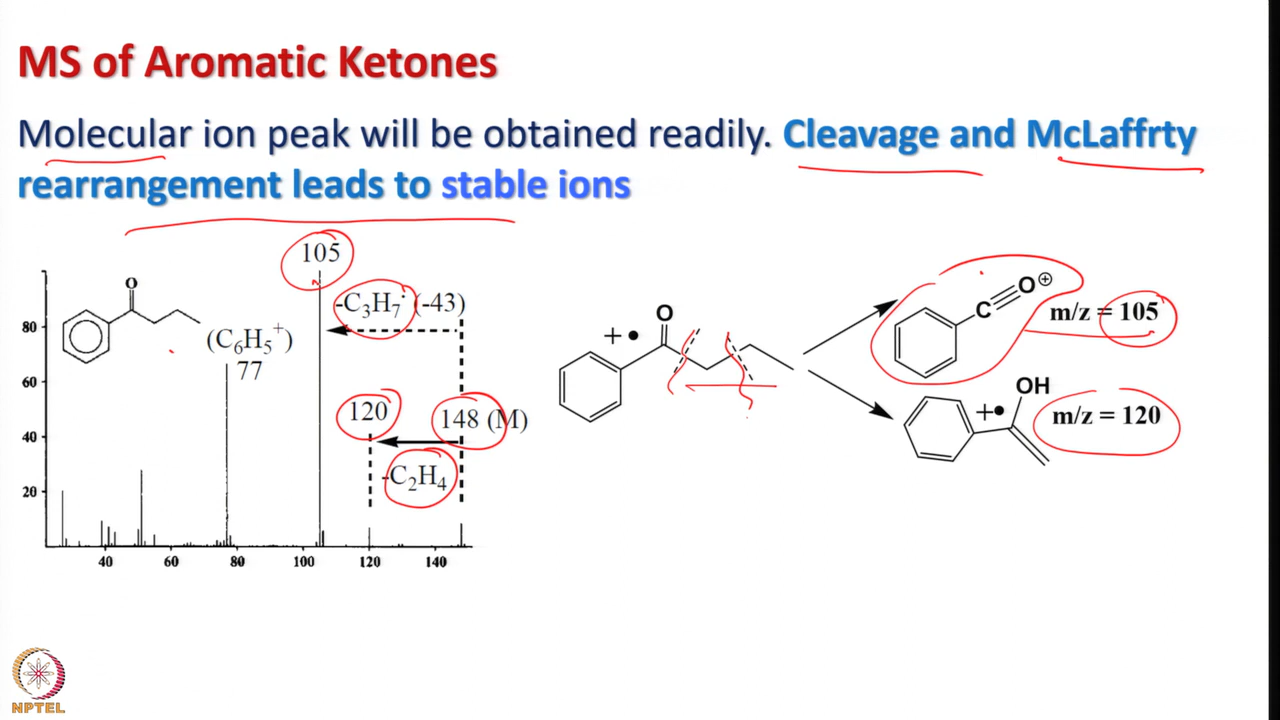 MS of Aromatic Ketones
Molecular ion peak will be obtained readily. Cleavage and McLaffrty
rearrangement leads to stable ions
105
-C₃H₇· (-43)
O
80
(C₆H₅⁺)
77
60
120
148 (M)
40
-C₂H₄
20
40 60 80 100 120 140
O
+•
C≡O⊕
m/z = 105
OH
+•
m/z = 120
NPTEL